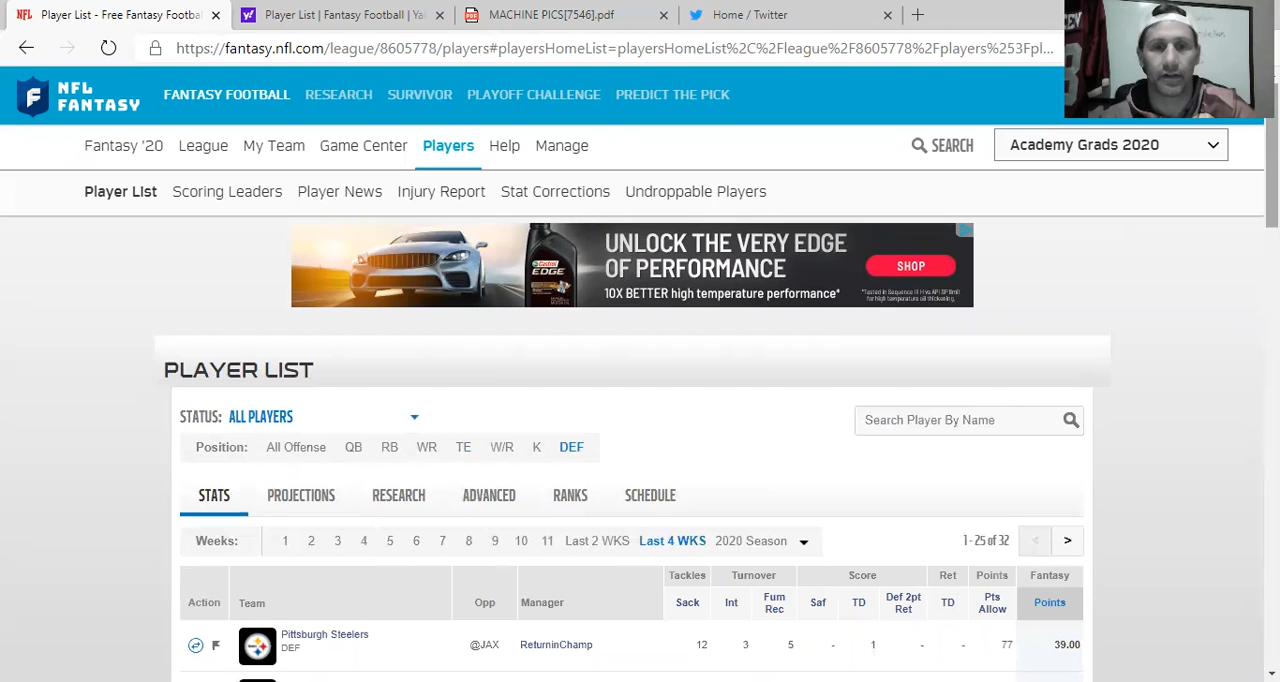 Player List - Free Fantasy Footba
Player List | Fantasy Football | Ya
MACHINE PICS[7546].pdf
Home / Twitter
https://fantasy.nfl.com/league/8605778/players#playersHomeList=playersHomeList%2C%2Fleague%2F8605778%2Fplayers%253Fpl...
NFL FANTASY
FANTASY FOOTBALL RESEARCH SURVIVOR PLAYOFF CHALLENGE PREDICT THE PICK
Fantasy '20 League My Team Game Center Players Help Manage SEARCH Academy Grads 2020
Player List Scoring Leaders Player News Injury Report Stat Corrections Undroppable Players
UNLOCK THE VERY EDGE
OF PERFORMANCE
10X BETTER high temperature performance*
SHOP
Castrol
EDGE
PLAYER LIST
STATUS: ALL PLAYERS
Search Player By Name
Position: All Offense QB RB WR TE W/R K DEF
STATS PROJECTIONS RESEARCH ADVANCED RANKS SCHEDULE
Weeks: 1 2 3 4 5 6 7 8 9 10 11 Last 2 WKS Last 4 WKS 2020 Season
1 - 25 of 32 < >
Tackles Turnover Score Ret Points Fantasy
Action Team Opp Manager Sack Int Fum Rec Saf TD Def 2pt Ret TD Pts Allow Points
Pittsburgh Steelers
DEF
@JAX ReturninChamp 12 3 5 - 1 - - 77 39.00